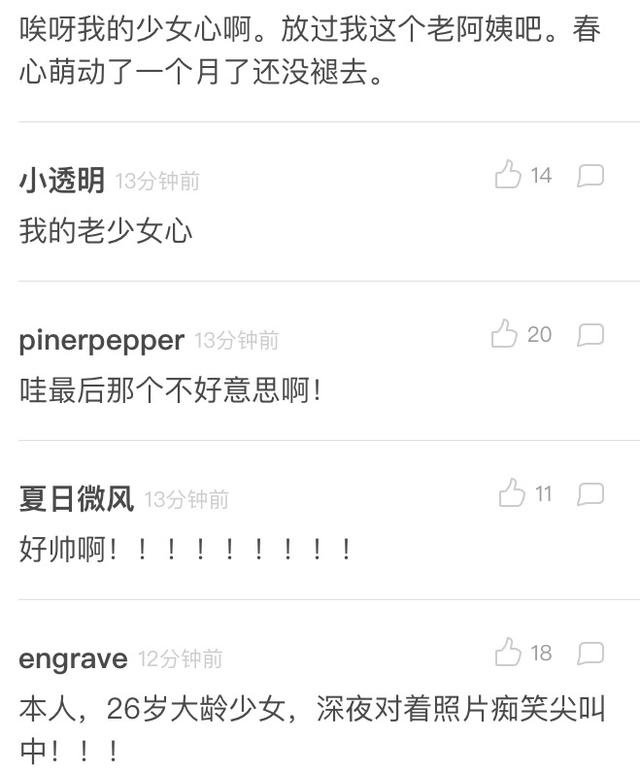 唉呀我的少女心啊。放过我这个老阿姨吧。春
心萌动了一个月了还没褪去。
小透明 13分钟前 14
我的老少女心
pinerpepper 13分钟前 20
哇最后那个不好意思啊！
夏日微风 13分钟前 11
好帅啊！！！！！！！！！
engrave 12分钟前 18
本人，26岁大龄少女，深夜对着照片痴笑尖叫
中！！！